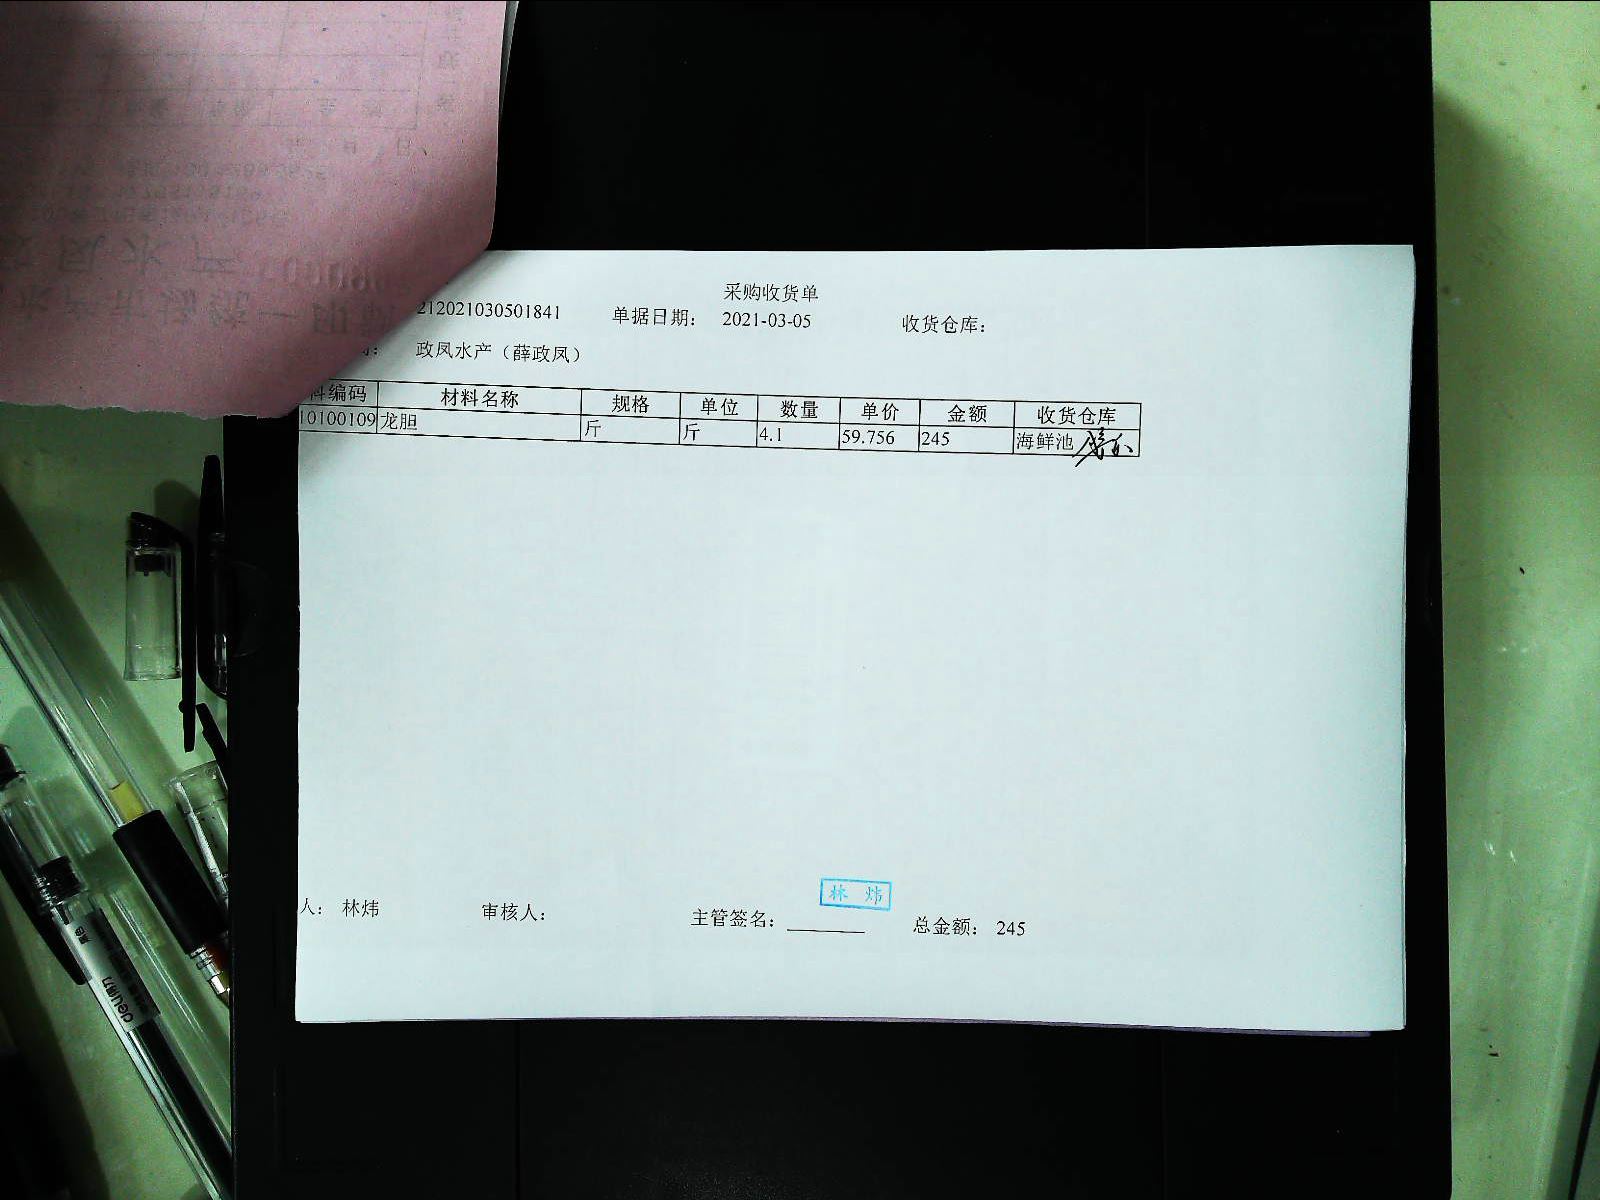 采购收货单
212021030501841 单据日期: 2021-03-05 收货仓库:
政凤水产（薛政凤）
料编码 材料名称 规格 单位 数量 单价 金额 收货仓库
10100109 龙胆 斤 斤 4.1 59.756 245 海鲜池
林 炜
人: 林炜 审核人: 主管签名: 总金额: 245
deli